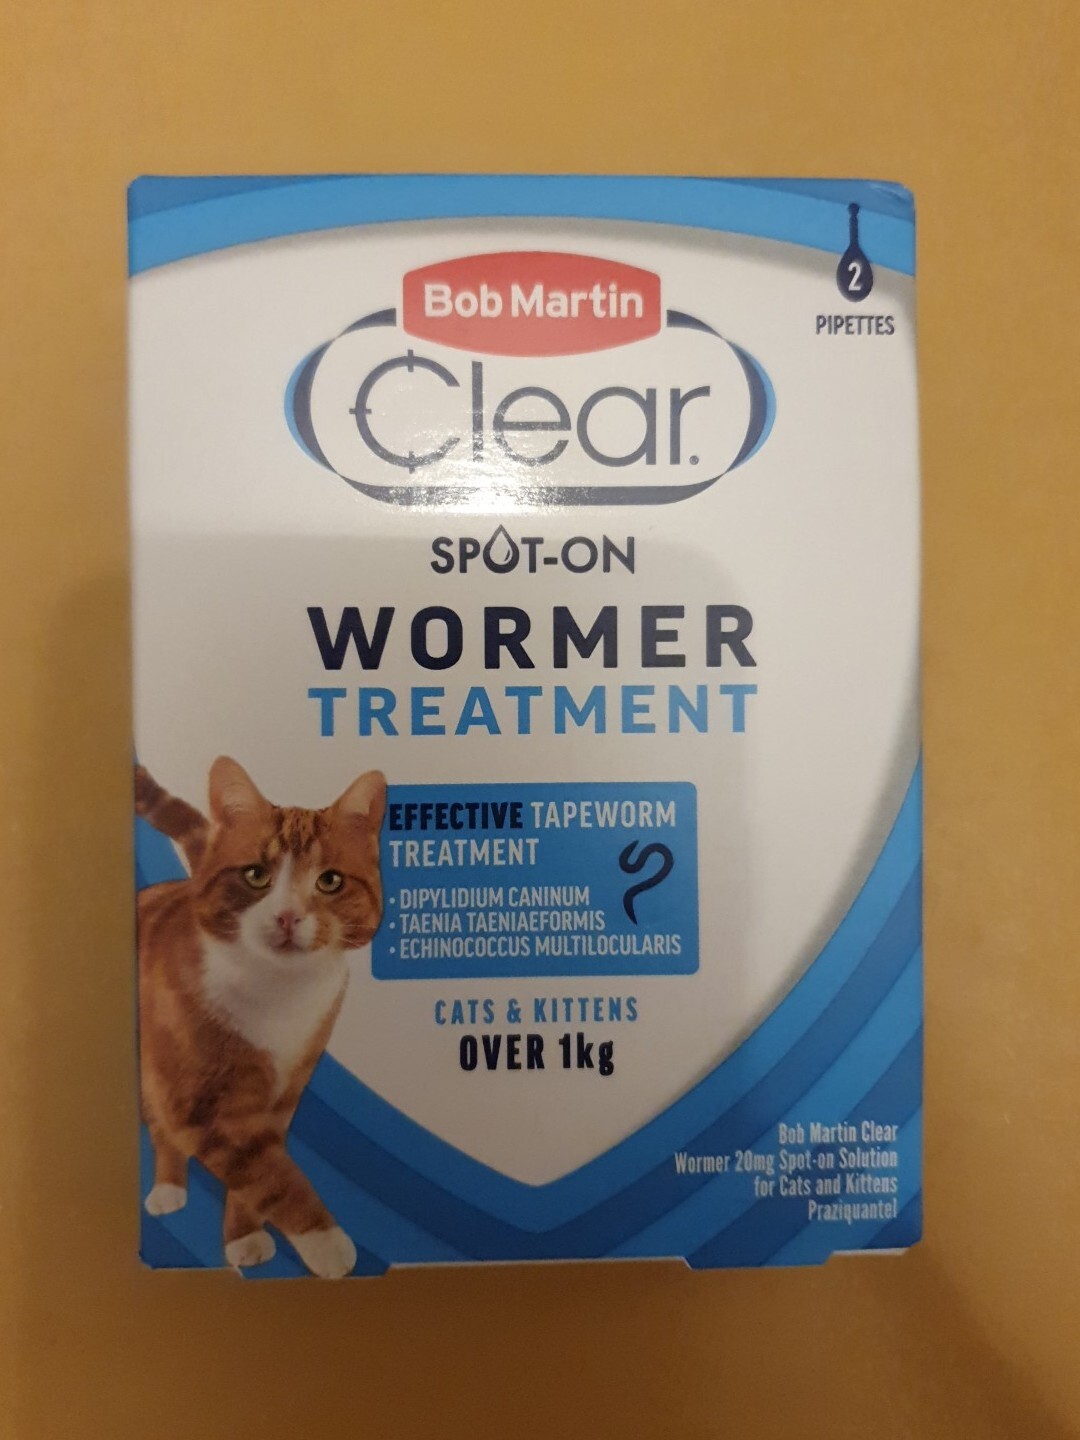 2
PIPETTES
Bob Martin
Clear.
SPOT-ON
WORMER
TREATMENT
EFFECTIVE TAPEWORM
TREATMENT
• DIPYLIDIUM CANINUM
• TAENIA TAENIAEFORMIS
• ECHINOCOCCUS MULTILOCULARIS
CATS & KITTENS
OVER 1kg
Bob Martin Clear
Wormer 20mg Spot-on Solution
for Cats and Kittens
Praziquantel